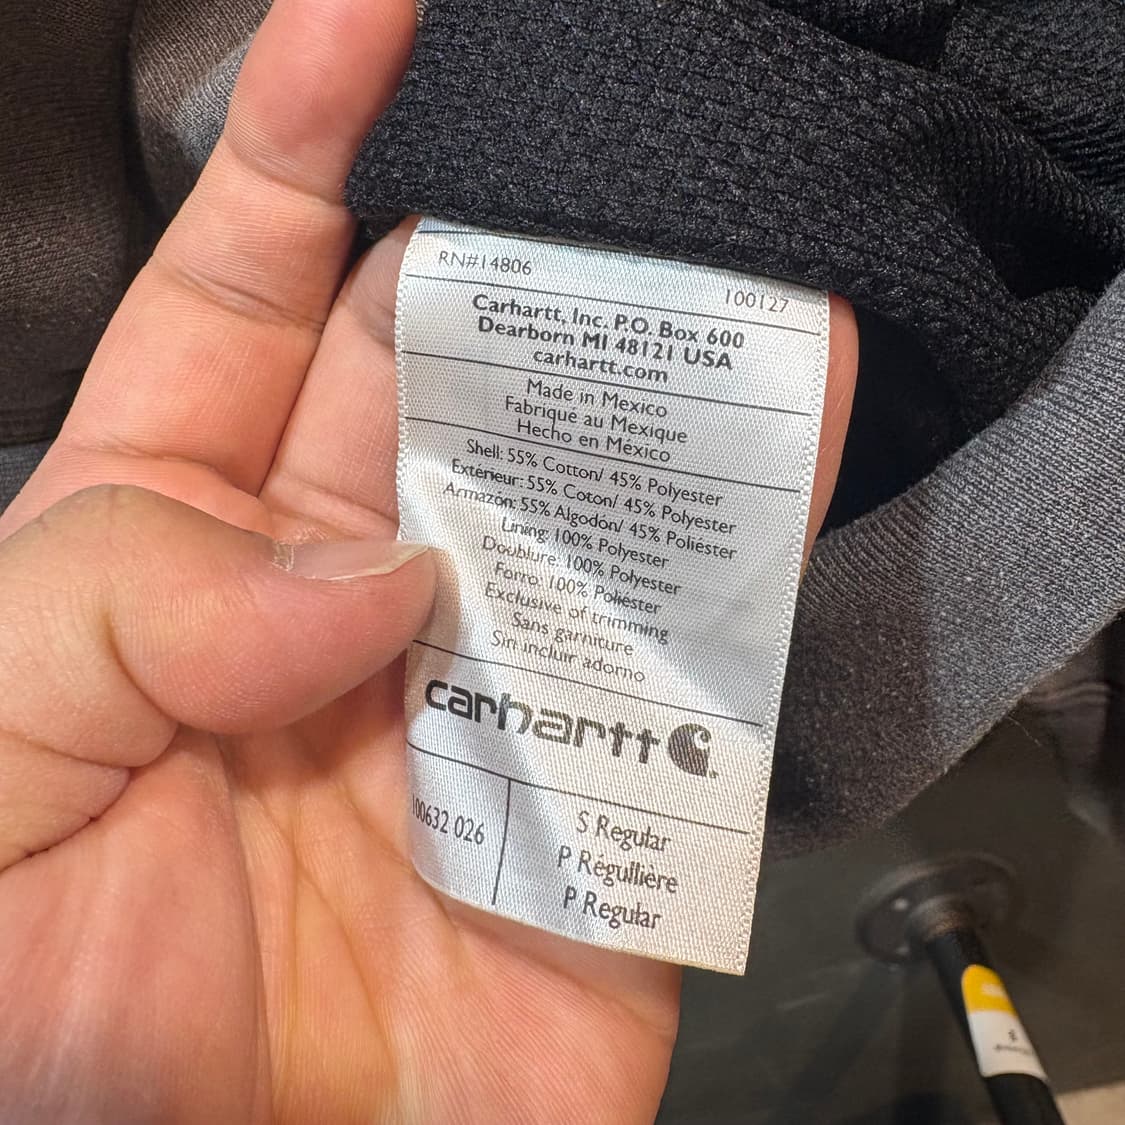 RN#14806
100127
Carhartt, Inc. P.O. Box 600
Dearborn MI 48121 USA
carhartt.com
Made in Mexico
Fabriqué au Mexique
Hecho en México
Shell: 55% Cotton/ 45% Polyester
Extérieur: 55% Coton/ 45% Polyester
Armazón: 55% Algodón/ 45% Poliéster
Lining: 100% Polyester
Doublure: 100% Polyester
Forro: 100% Poliéster
Exclusive of trimming
Sans garniture
Sin incluir adorno
carhartt
100632 026
S Regular
P Régullière
P Regular